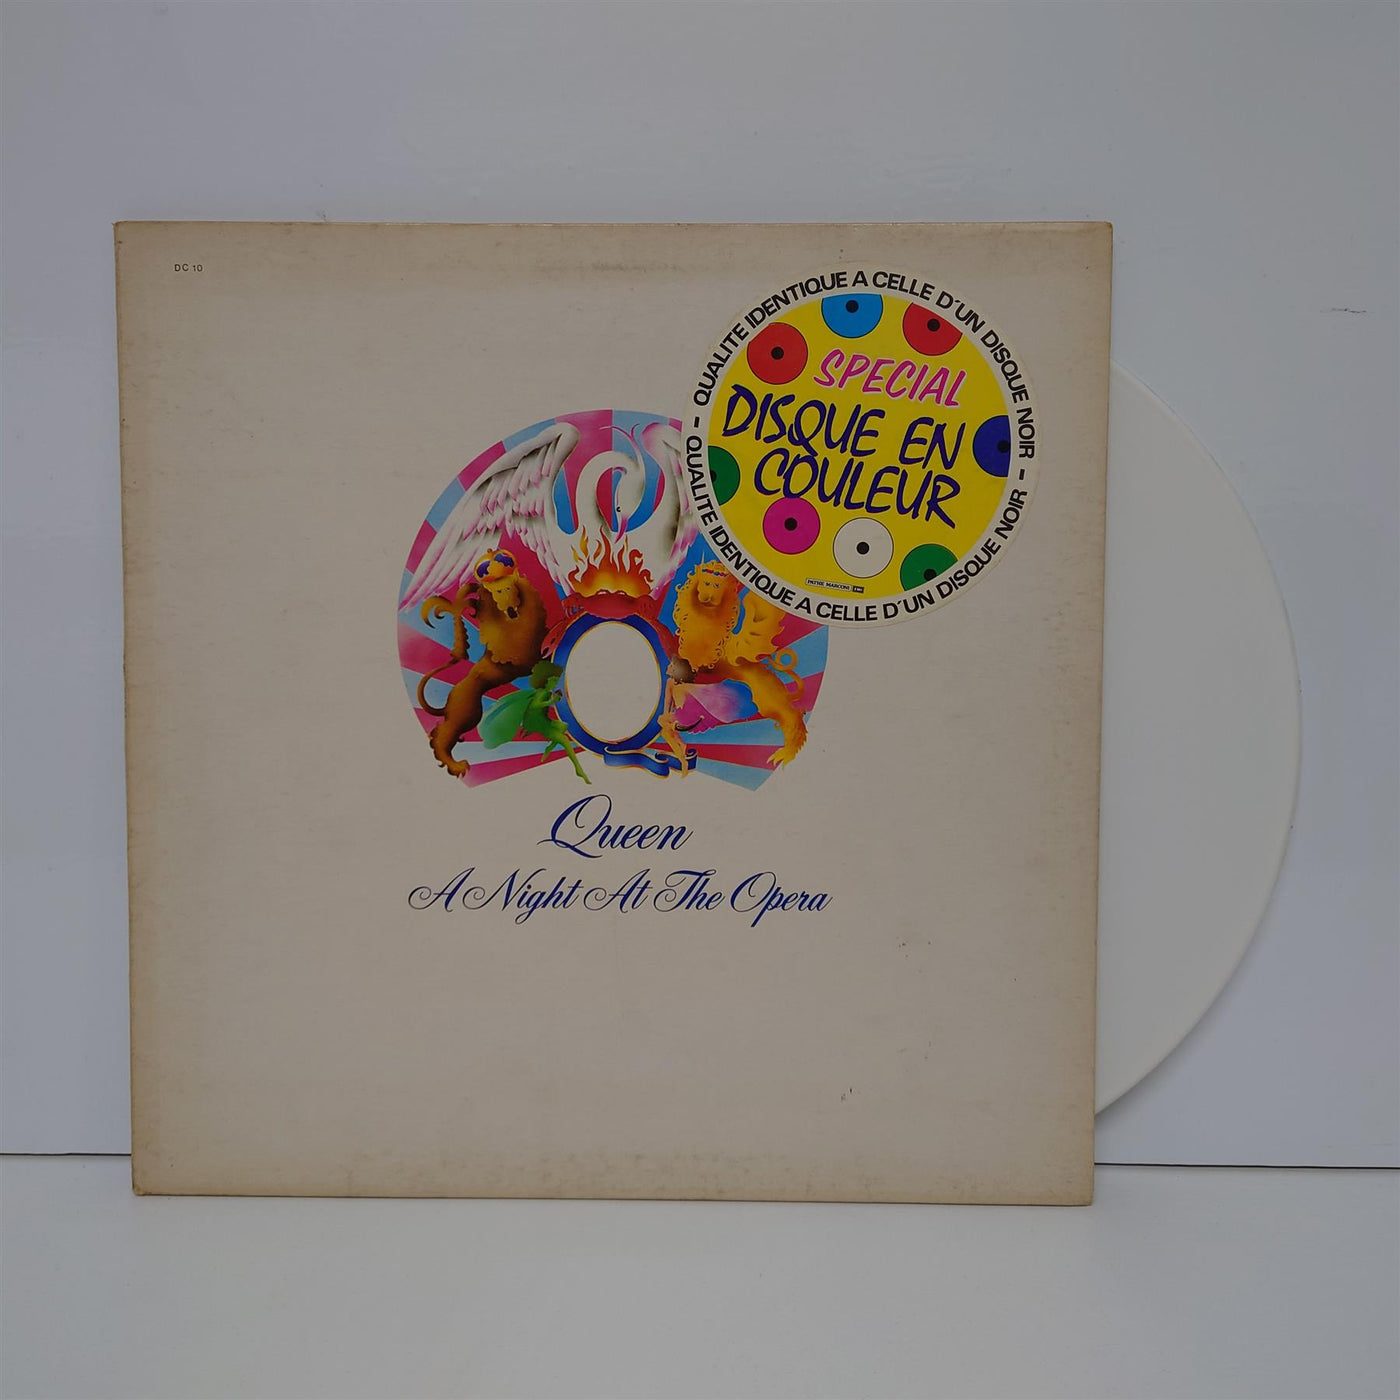 DC 10
QUALITE IDENTIQUE A CELLE D'UN DISQUE NOIR -
SPECIAL
DISQUE EN
COULEUR
PATHE MARCONI EMI
QUALITE IDENTIQUE A CELLE D'UN DISQUE NOIR -
Queen
A Night At The Opera